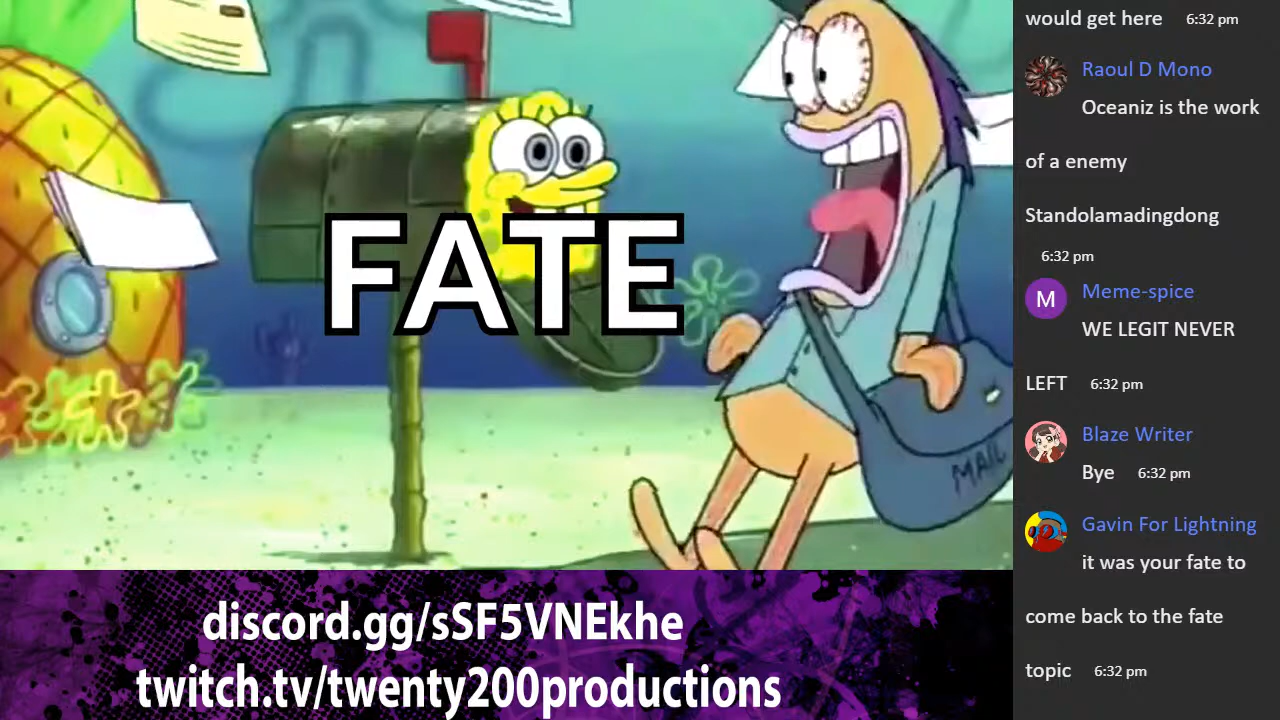 FATE
MAIL
discord.gg/sSF5VNEkhe
twitch.tv/twenty200productions
would get here 6:32 pm
Raoul D Mono
Oceaniz is the work
of a enemy
Standolamadingdong
6:32 pm
M
Meme-spice
WE LEGIT NEVER
LEFT 6:32 pm
Blaze Writer
Bye 6:32 pm
Gavin For Lightning
it was your fate to
come back to the fate
topic 6:32 pm